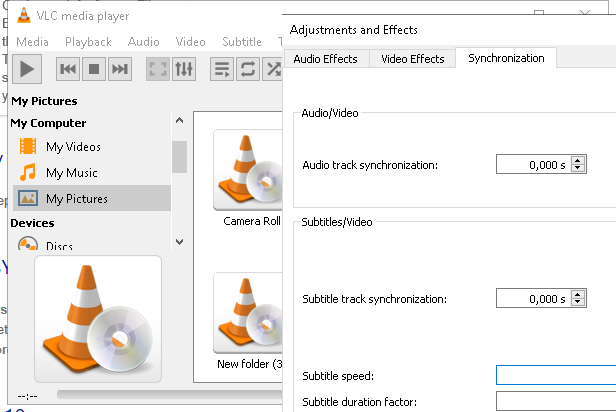 VLC media player
Media Playback Audio Video Subtitle
My Pictures
My Computer
My Videos
My Music
My Pictures
Devices
Discs
Camera Roll
New folder (3
--:--
Adjustments and Effects
Audio Effects Video Effects Synchronization
Audio/Video
Audio track synchronization: 0,000 s
Subtitles/Video
Subtitle track synchronization: 0,000 s
Subtitle speed:
Subtitle duration factor: